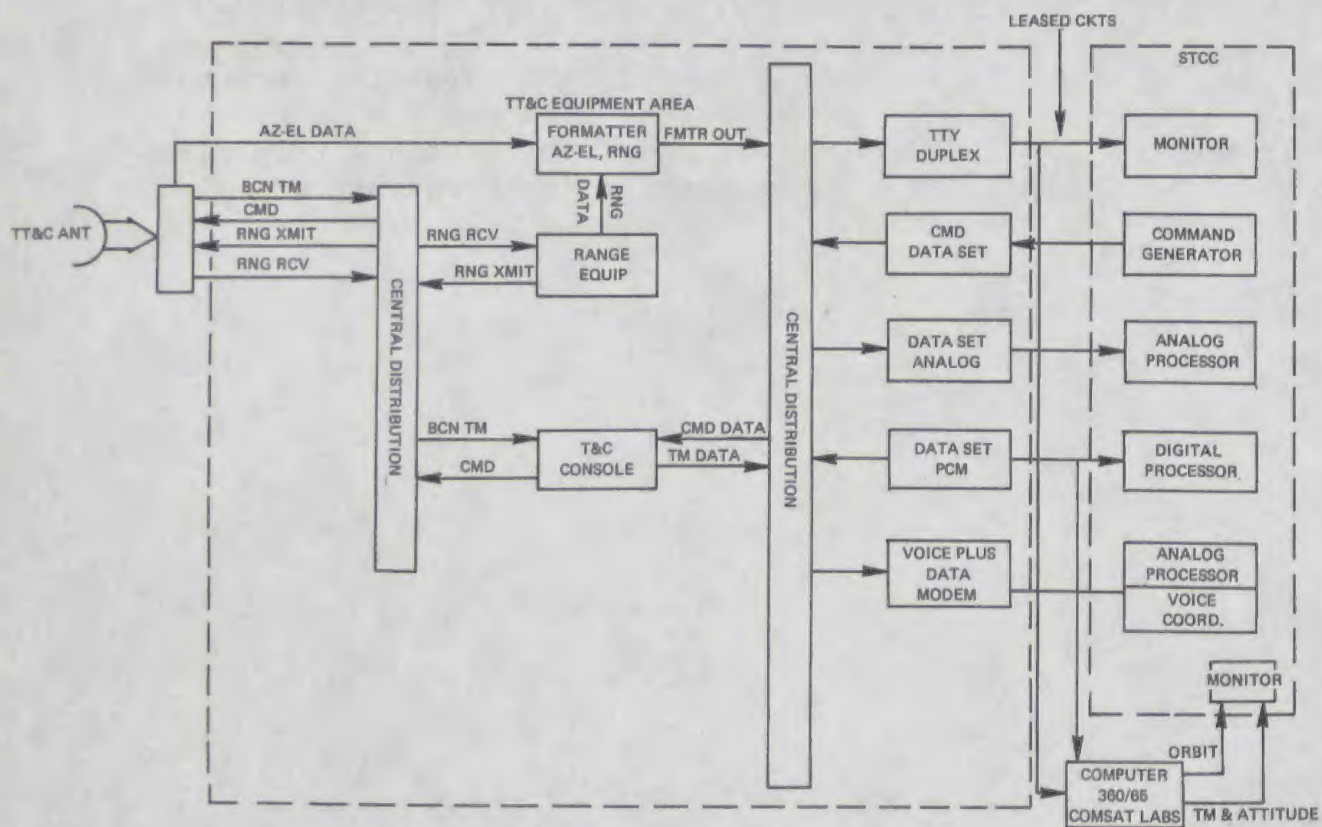 LEASED CKTS
STCC
TT&C EQUIPMENT AREA
AZ-EL DATA
FORMATTER
AZ-EL, RNG
FMTR OUT
TTY
DUPLEX
MONITOR
BCN TM
CMD
RNG XMIT
RNG RCV
TT&C ANT
RNG
DATA
RNG RCV
RNG XMIT
RANGE
EQUIP
CMD
DATA SET
COMMAND
GENERATOR
CENTRAL DISTRIBUTION
CENTRAL DISTRIBUTION
DATA SET
ANALOG
ANALOG
PROCESSOR
BCN TM
CMD
T&C
CONSOLE
CMD DATA
TM DATA
DATA SET
PCM
DIGITAL
PROCESSOR
VOICE PLUS
DATA
MODEM
ANALOG
PROCESSOR
VOICE
COORD.
MONITOR
ORBIT
COMPUTER
360/65
COMSAT LABS
TM & ATTITUDE